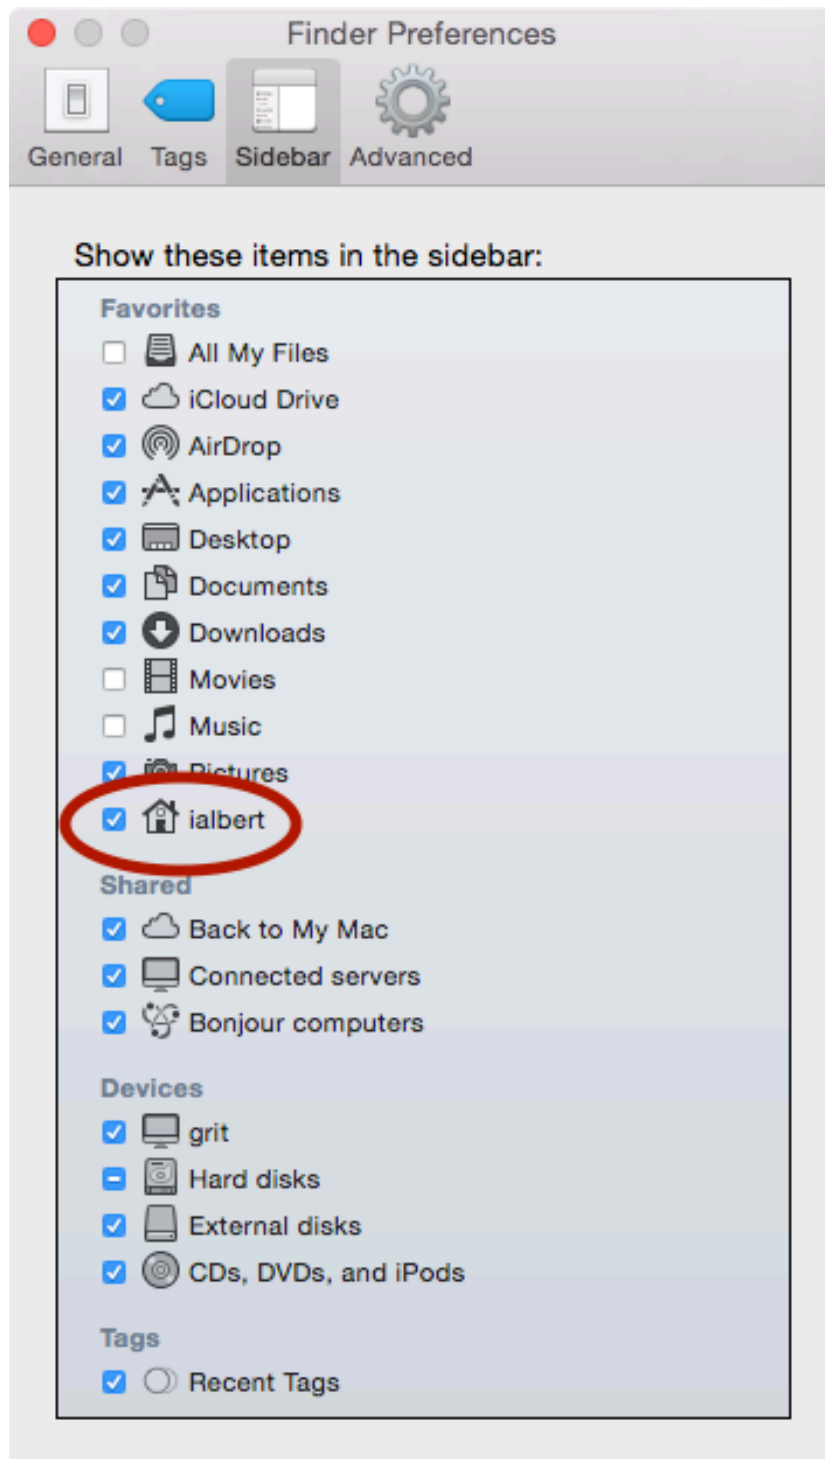 Finder Preferences
General Tags Sidebar Advanced
Show these items in the sidebar:
Favorites
All My Files
iCloud Drive
AirDrop
Applications
Desktop
Documents
Downloads
Movies
Music
Pictures
ialbert
Shared
Back to My Mac
Connected servers
Bonjour computers
Devices
grit
Hard disks
External disks
CDs, DVDs, and iPods
Tags
Recent Tags